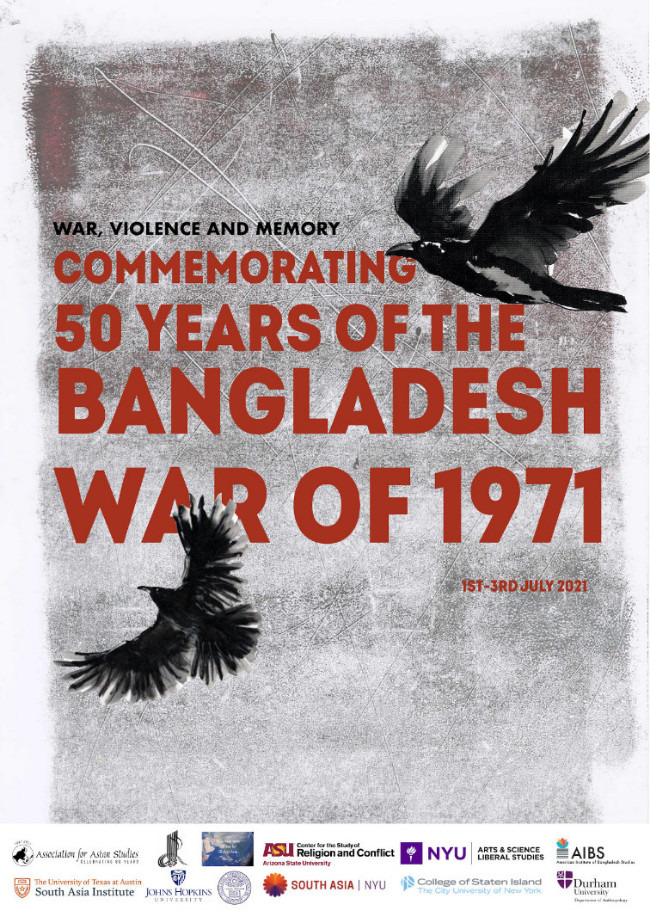 WAR, VIOLENCE AND MEMORY
COMMEMORATING
50 YEARS OF THE
BANGLADESH
WAR OF 1971
1ST-3RD JULY 2021
Association for Asian Studies
CELEBRATING 80 YEARS
ASU Center for the Study of
Religion and Conflict
Arizona State University
NYU
ARTS & SCIENCE
LIBERAL STUDIES
AIBS
American Institute of Bangladesh Studies
The University of Texas at Austin
South Asia Institute
JOHNS HOPKINS
UNIVERSITY
SOUTH ASIA | NYU
College of Staten Island
The City University of New York
Durham
University
Department of Anthropology